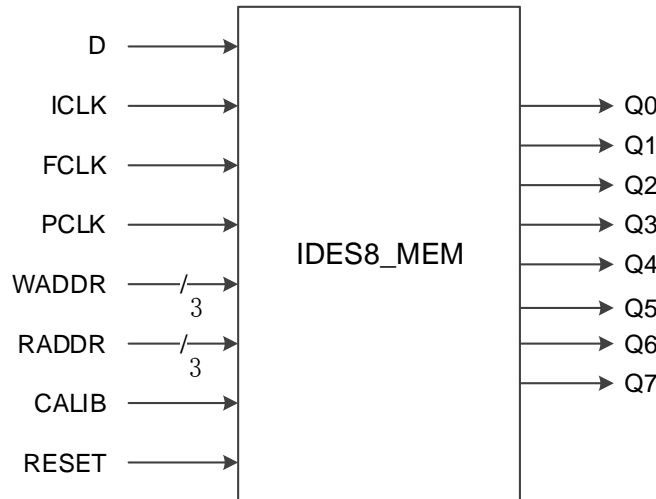 D
ICLK
FCLK
PCLK
WADDR
/
3
RADDR
/
3
CALIB
RESET
IDES8_MEM
Q0
Q1
Q2
Q3
Q4
Q5
Q6
Q7